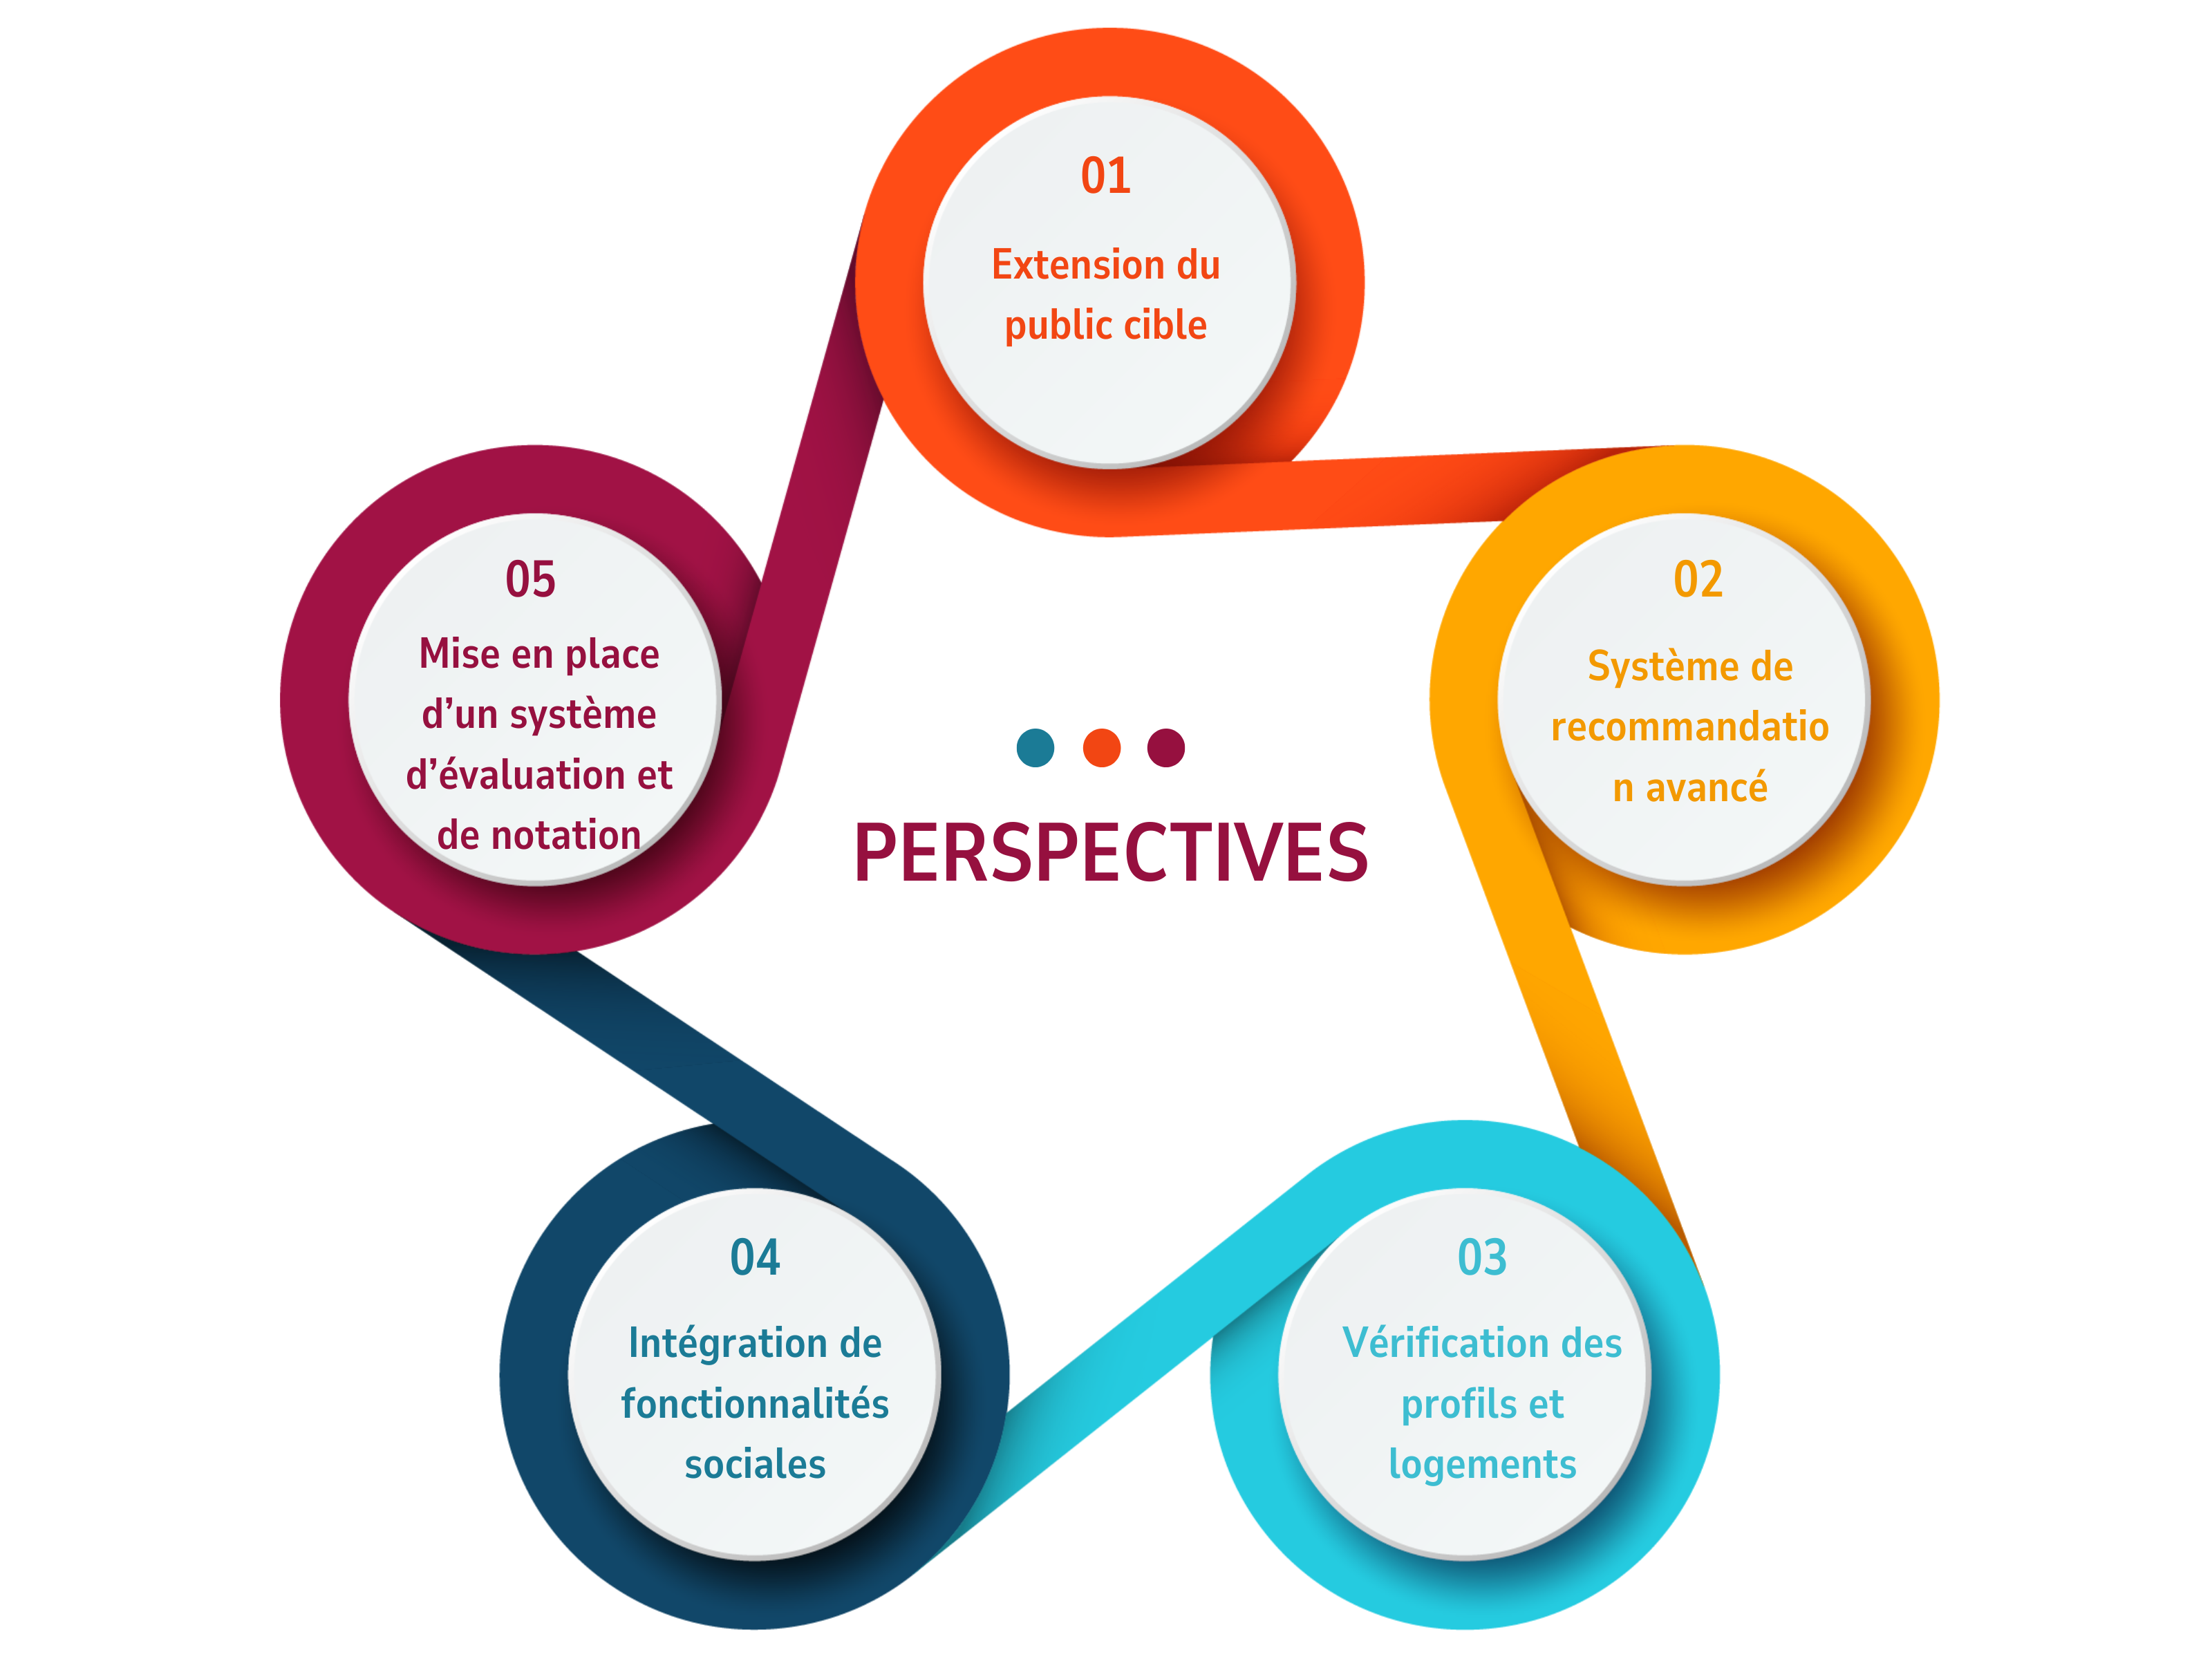 01
Extension du
public cible
02
Système de
recommandatio
n avancé
03
Vérification des
profils et
logements
04
Intégration de
fonctionnalités
sociales
05
Mise en place
d’un système
d’évaluation et
de notation
PERSPECTIVES